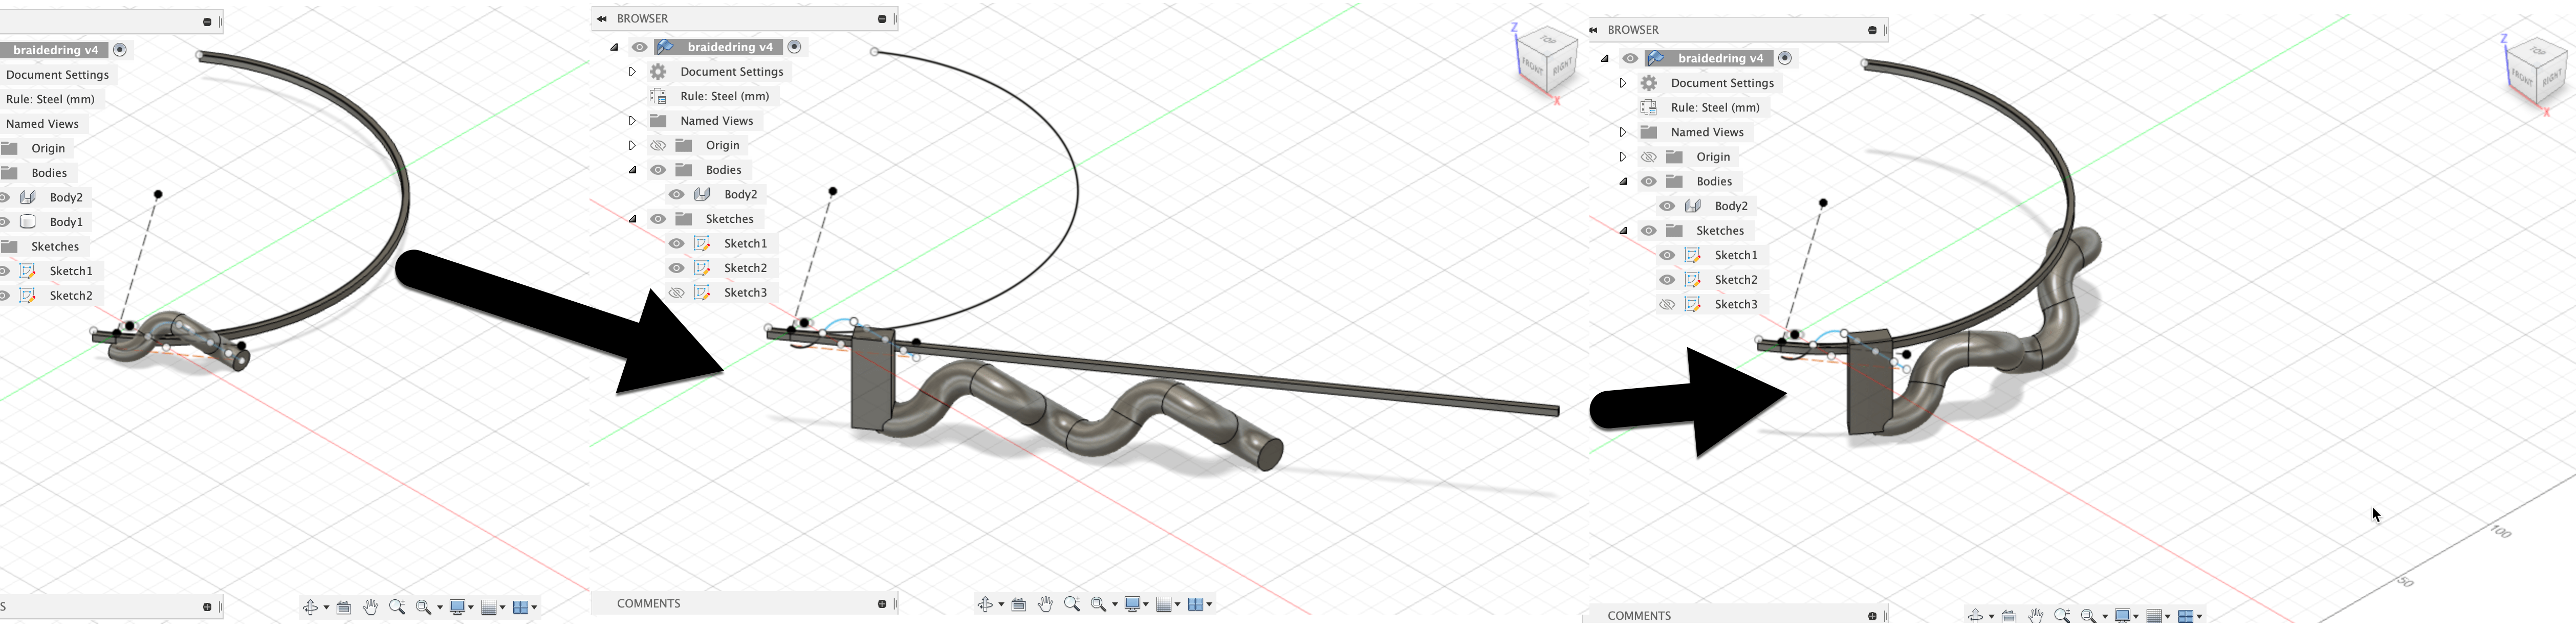 braidedring v4
Document Settings
Rule: Steel (mm)
Named Views
Origin
Bodies
Body2
Body1
Sketches
Sketch1
Sketch2
S
BROWSER
braidedring v4
Document Settings
Rule: Steel (mm)
Named Views
Origin
Bodies
Body2
Sketches
Sketch1
Sketch2
Sketch3
COMMENTS
Z
TOP
FRONT
RIGHT
X
BROWSER
braidedring v4
Document Settings
Rule: Steel (mm)
Named Views
Origin
Bodies
Body2
Sketches
Sketch1
Sketch2
Sketch3
COMMENTS
Z
TOP
FRONT
RIGHT
X
100
50